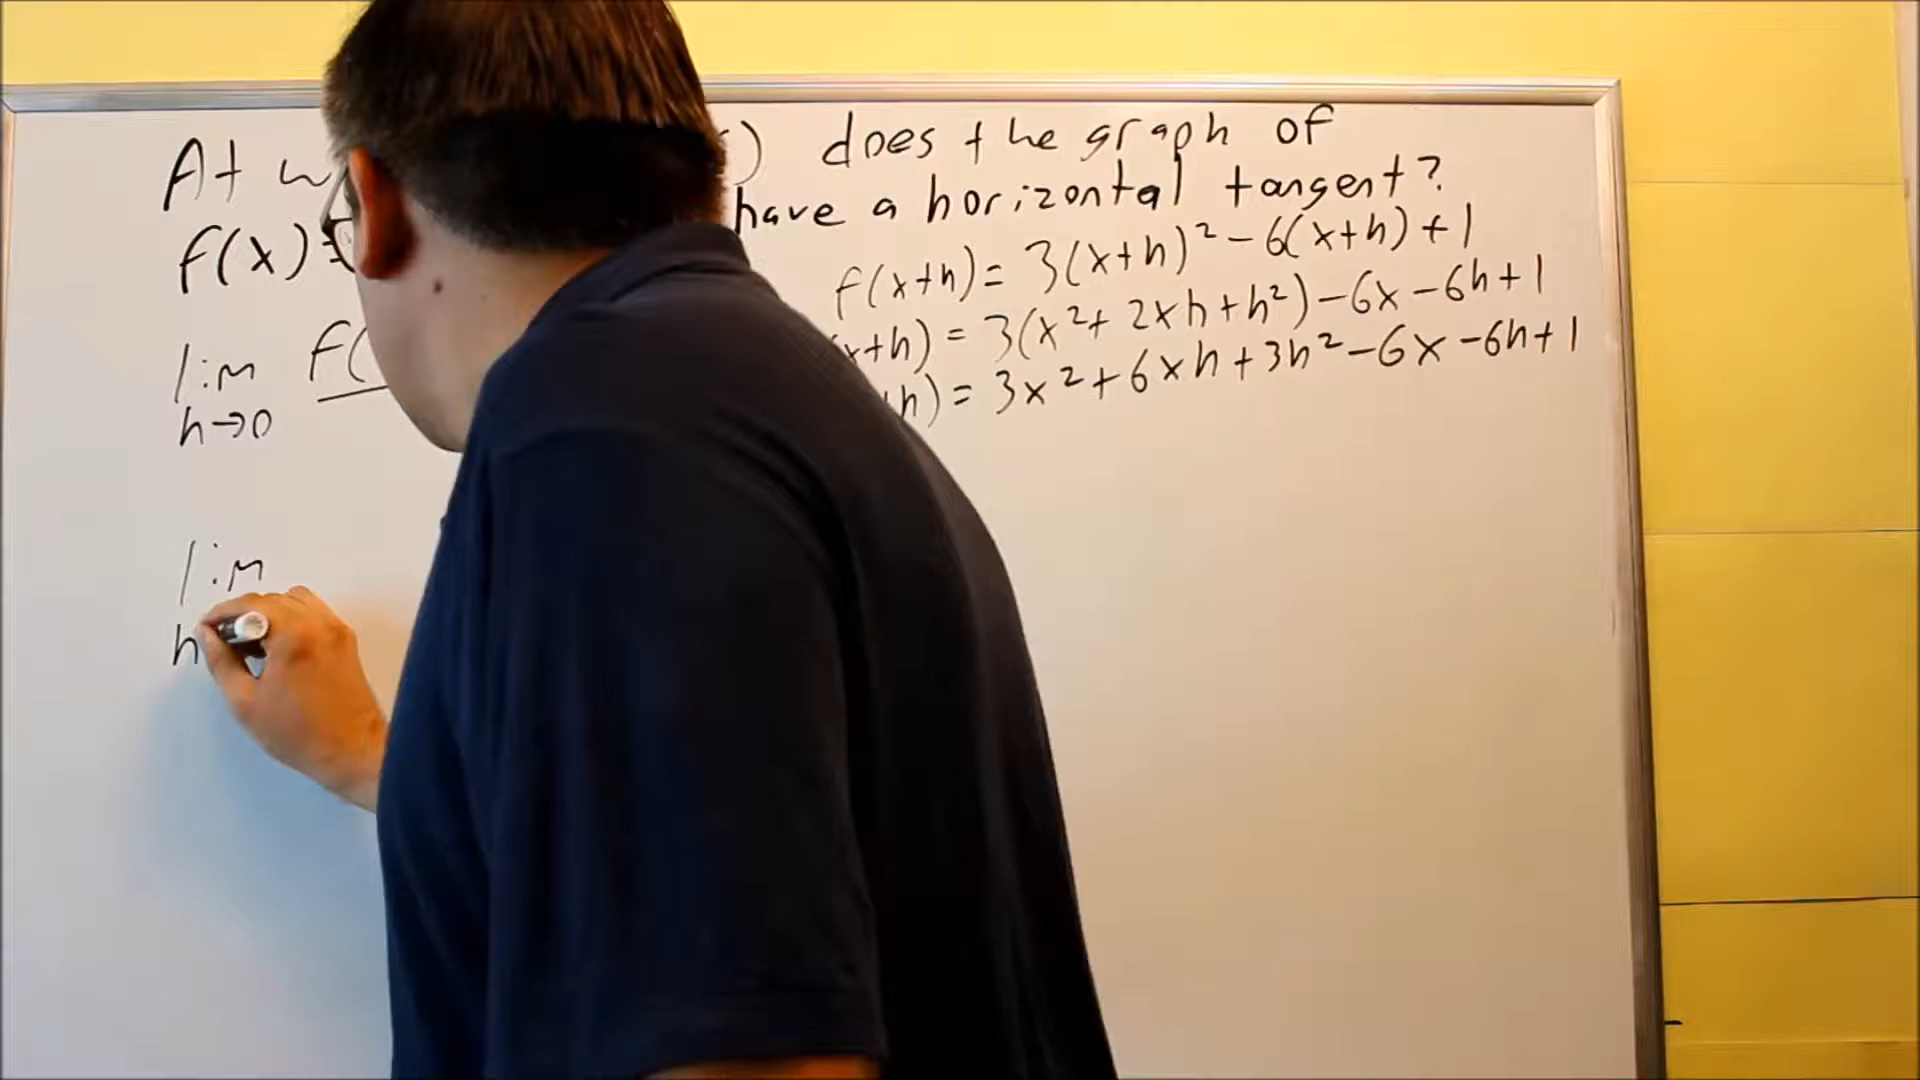 At does the graph of
f(x)= have a horizontal tangent?
f(x+h) = 3(x+h)² - 6(x+h) + 1
x+h) = 3(x² + 2xh + h²) - 6x - 6h + 1
h) = 3x² + 6xh + 3h² - 6x - 6h + 1
lim f(
h→0
lim
h